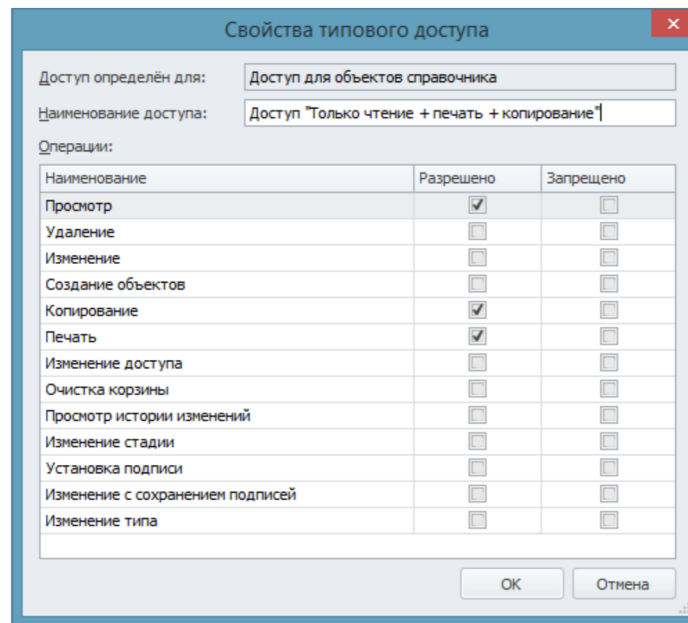 Свойства типового доступа
Доступ определён для: Доступ для объектов справочника
Наименование доступа: Доступ "Только чтение + печать + копирование"
Операции:
Наименование Разрешено Запрещено
Просмотр
Удаление
Изменение
Создание объектов
Копирование
Печать
Изменение доступа
Очистка корзины
Просмотр истории изменений
Изменение стадии
Установка подписи
Изменение с сохранением подписей
Изменение типа
ОК Отмена